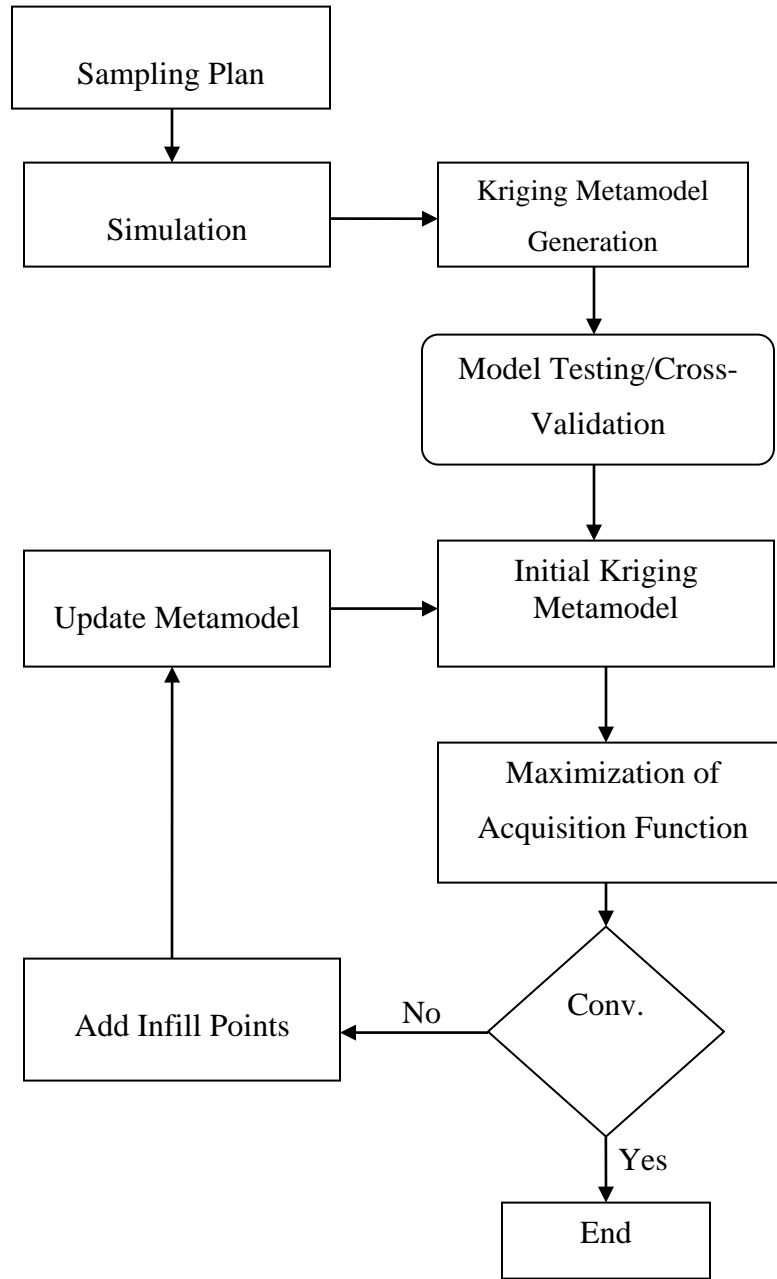 Sampling Plan
Simulation
Kriging Metamodel
Generation
Model Testing/Cross-
Validation
Initial Kriging
Metamodel
Update Metamodel
Maximization of
Acquisition Function
Conv.
No
Add Infill Points
Yes
End